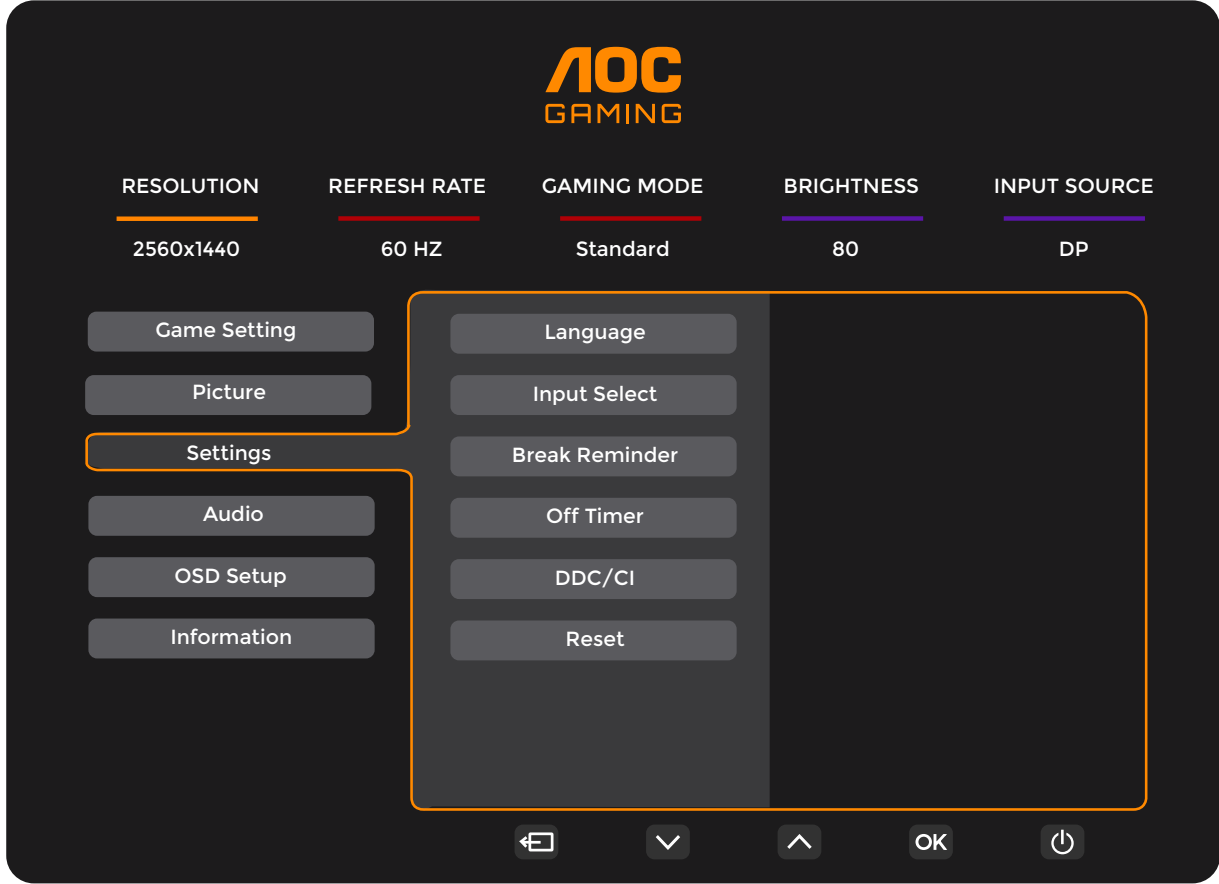 AOC
GAMING
RESOLUTION REFRESH RATE GAMING MODE BRIGHTNESS INPUT SOURCE
2560x1440 60 HZ Standard 80 DP
Game Setting Language
Picture Input Select
Settings Break Reminder
Audio Off Timer
OSD Setup DDC/CI
Information Reset
OK